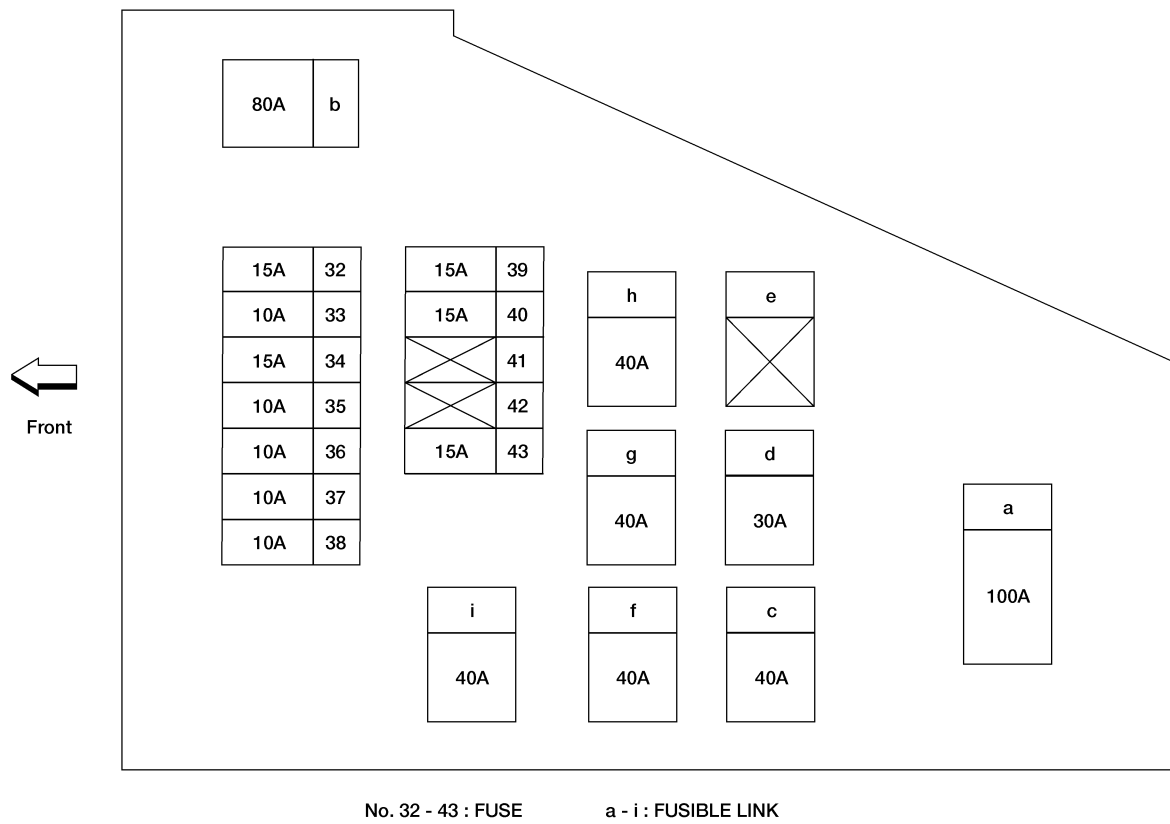 80A b
15A 32
10A 33
15A 34
10A 35
10A 36
10A 37
10A 38
15A 39
15A 40
41
42
15A 43
h
40A
e
g
40A
d
30A
i
40A
f
40A
c
40A
a
100A
Front
No. 32 - 43 : FUSE a - i : FUSIBLE LINK